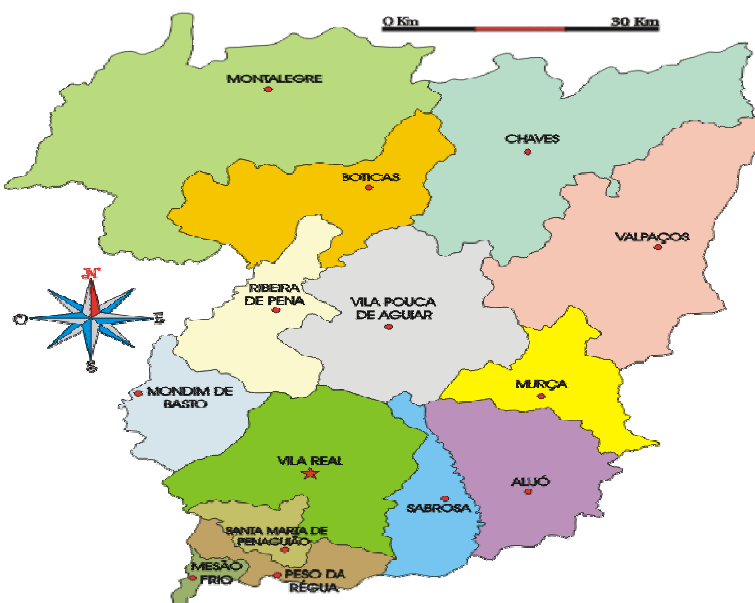 0 Km 30 Km
MONTALEGRE
CHAVES
BOTICAS
VALPAÇOS
N
RIBEIRA
DE PENA
VILA POUCA
DE AGUIAR
O E
S
MURÇA
MONDIM DE
BASTO
VILA REAL
ALIJÓ
SABROSA
SANTA MARTA DE
PENAGUIÃO
MESÃO
FRIO
PESO DA
RÉGUA